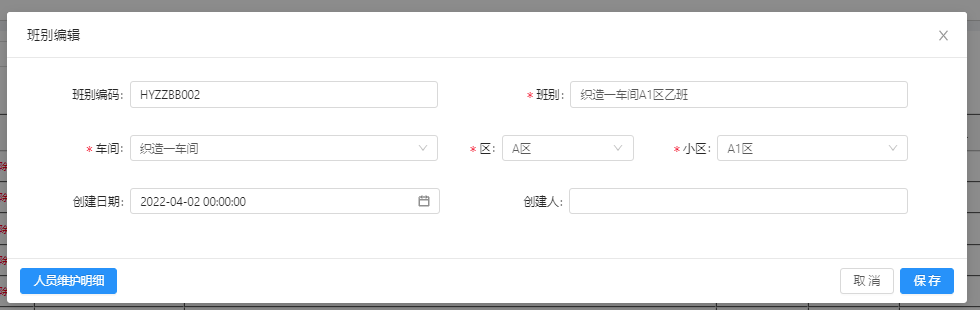 班别编辑
班别编码: HYZZBB002 * 班别: 织造一车间A1区乙班
* 车间: 织造一车间 * 区: A区 * 小区: A1区
创建日期: 2022-04-02 00:00:00 创建人:
人员维护明细 取消 保存